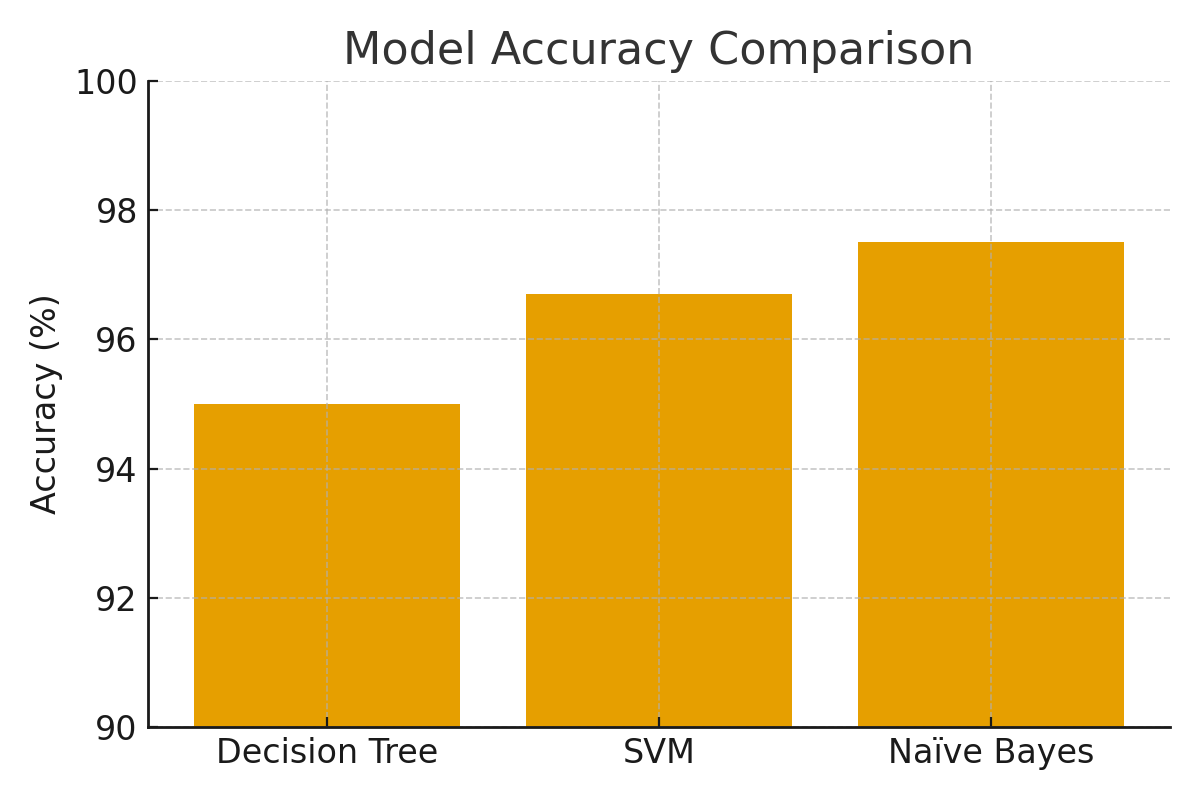 Model Accuracy Comparison
100
98
96
94
92
90
Accuracy (%)
Decision Tree
SVM
Naïve Bayes